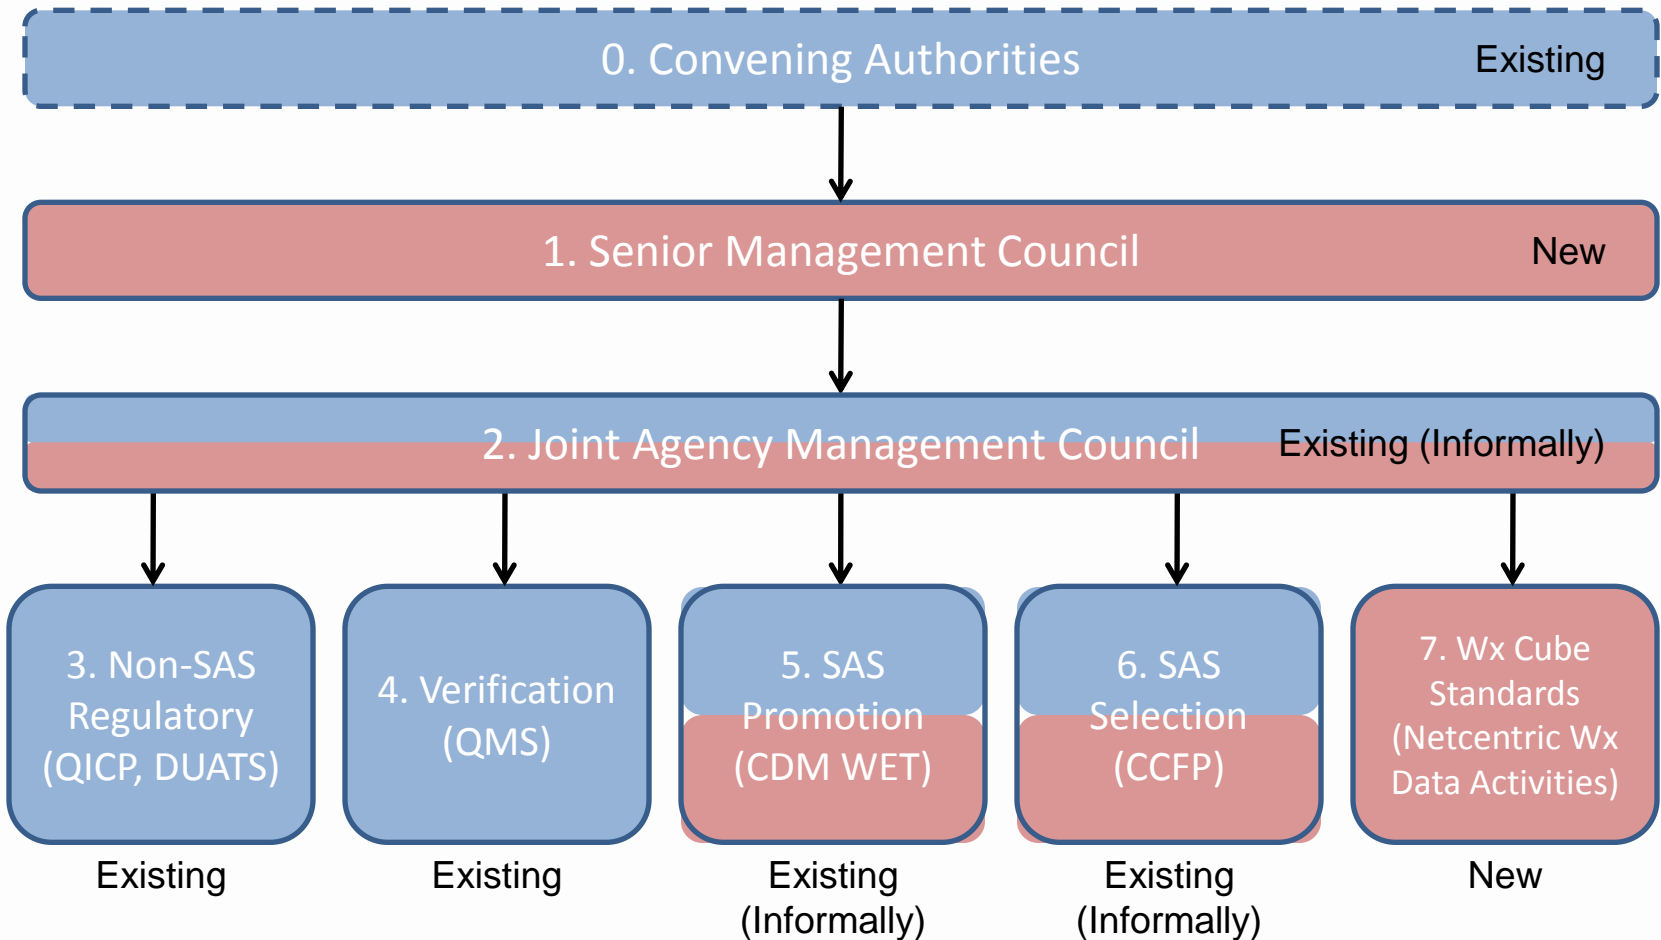 0. Convening Authorities Existing
1. Senior Management Council New
2. Joint Agency Management Council Existing (Informally)
3. Non-SAS
Regulatory
(QICP, DUATS)
Existing
4. Verification
(QMS)
Existing
5. SAS
Promotion
(CDM WET)
Existing
(Informally)
6. SAS
Selection
(CCFP)
Existing
(Informally)
7. Wx Cube
Standards
(Netcentric Wx
Data Activities)
New